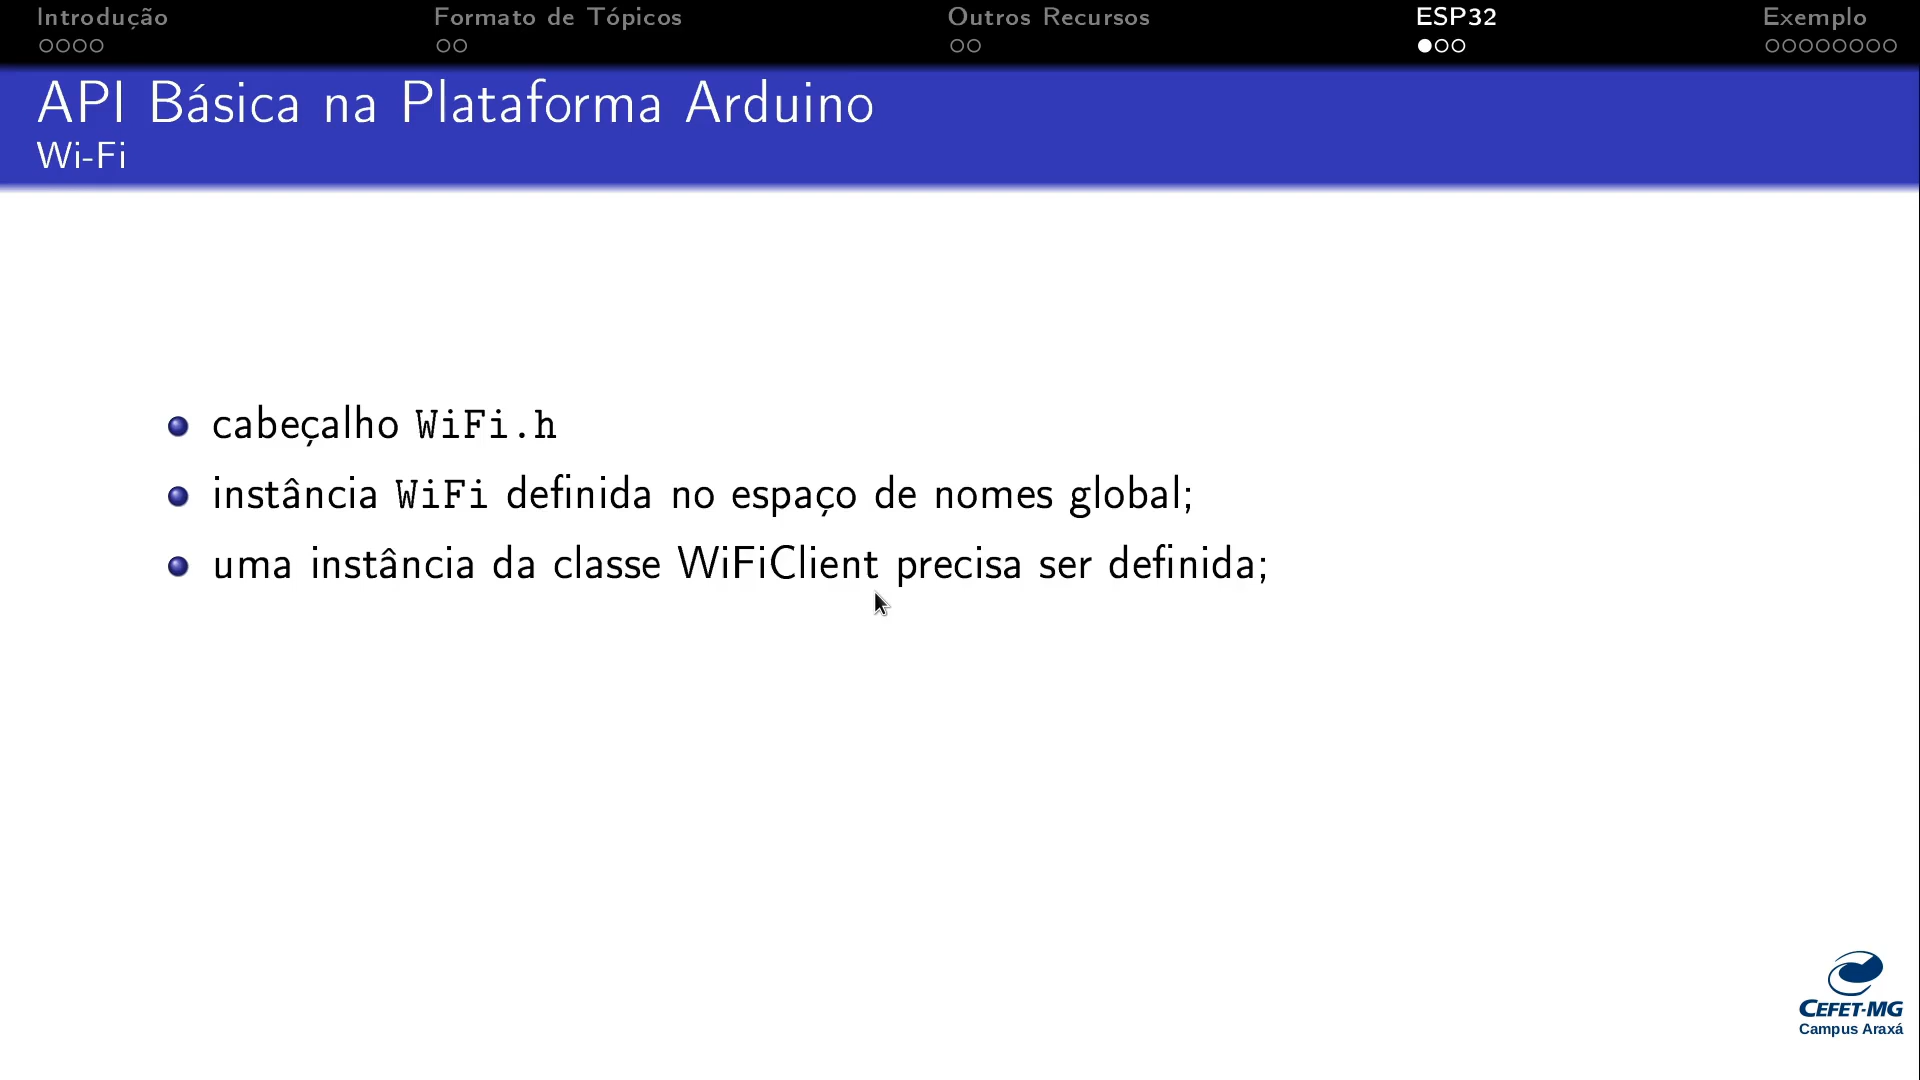 Introdução
Formato de Tópicos
Outros Recursos
ESP32
Exemplo
API Básica na Plataforma Arduino
Wi-Fi
cabeçalho WiFi.h
instância WiFi definida no espaço de nomes global;
uma instância da classe WiFiClient precisa ser definida;
CEFET-MG
Campus Araxá